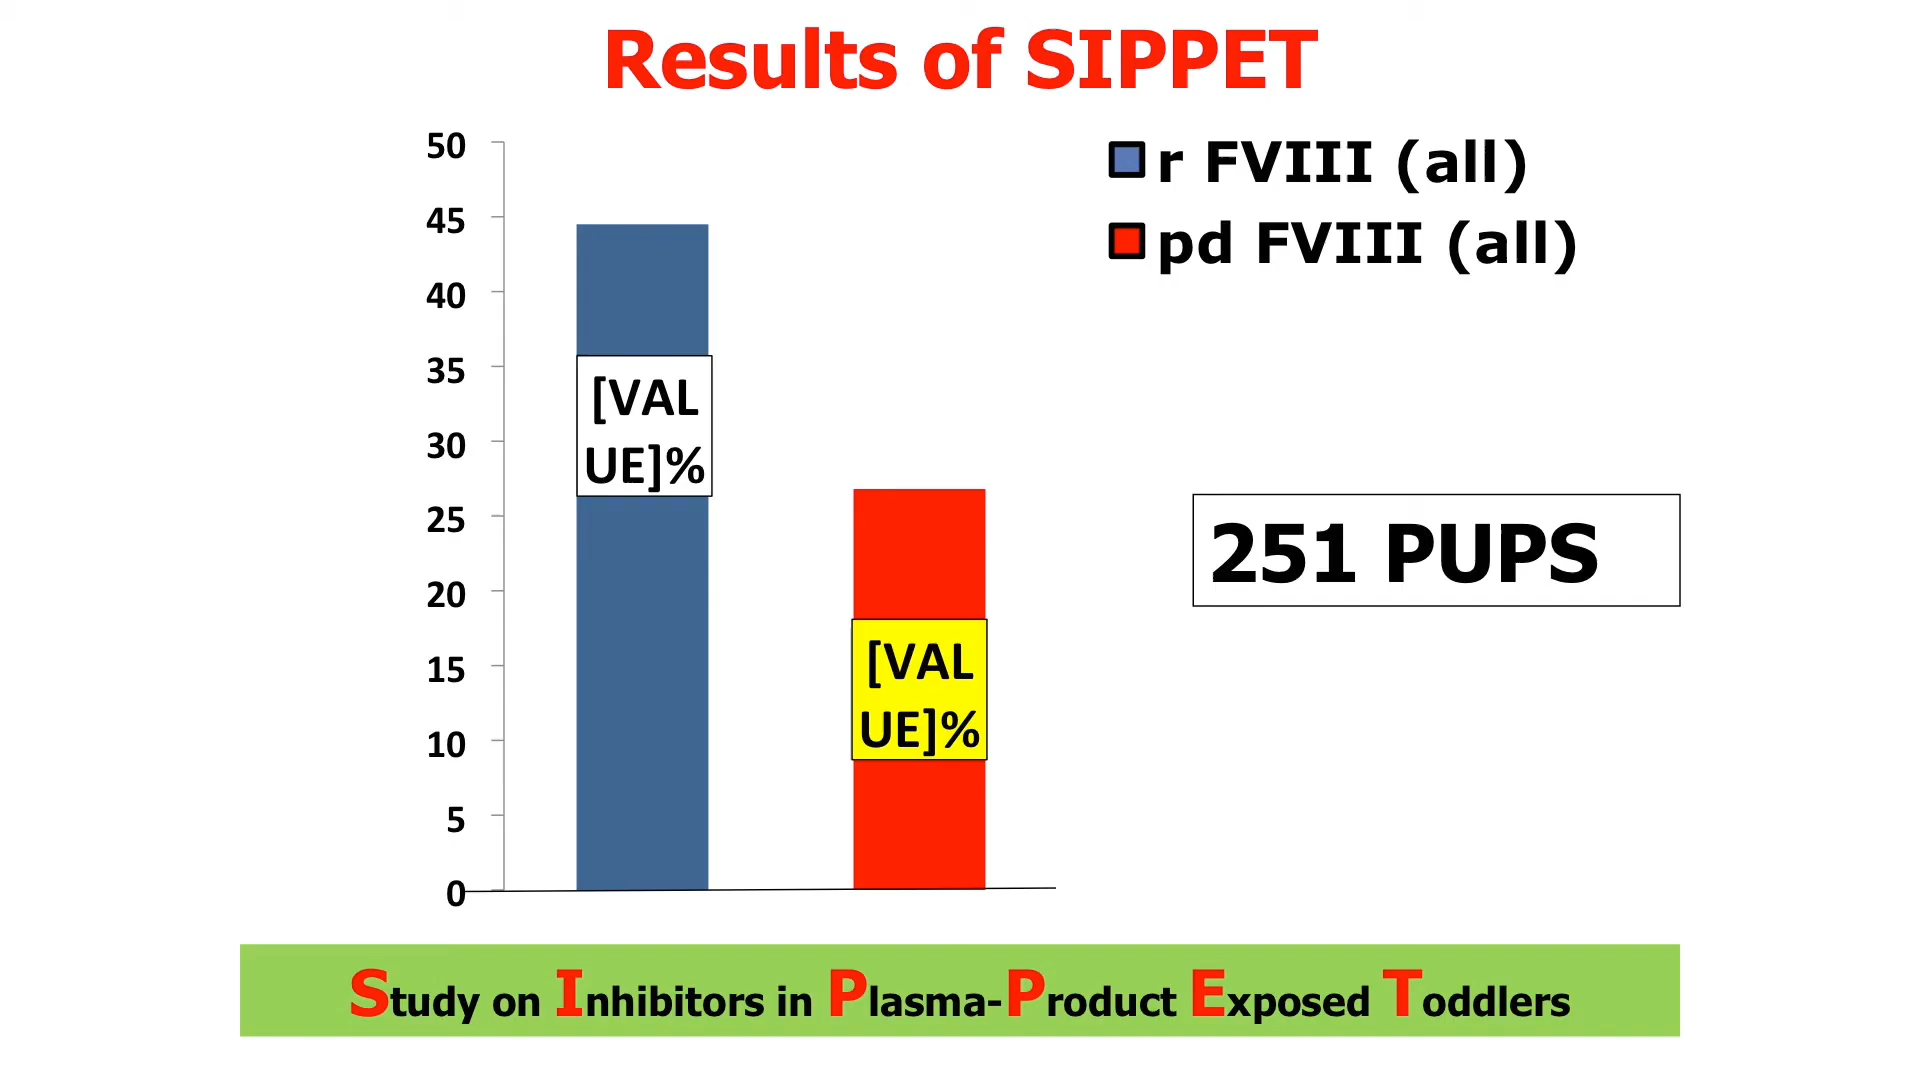 Results of SIPPET
50
45
40
35
30
25
20
15
10
5
0
[VAL
UE]%
[VAL
UE]%
r FVIII (all)
pd FVIII (all)
251 PUPS
Study on Inhibitors in Plasma-Product Exposed Toddlers